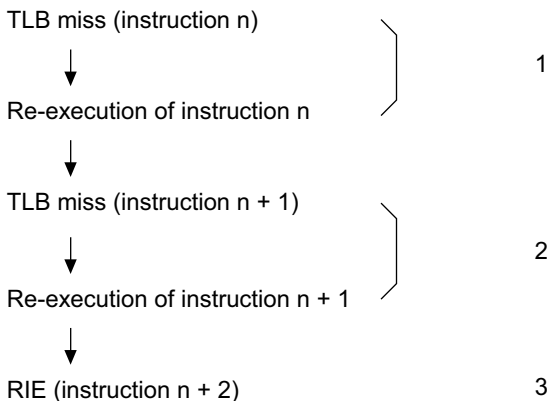 TLB miss (instruction n)
1
Re-execution of instruction n
TLB miss (instruction n + 1)
2
Re-execution of instruction n + 1
RIE (instruction n + 2) 3